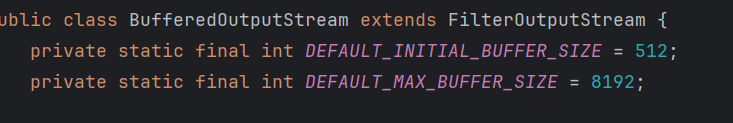 ublic class BufferedOutputStream extends FilterOutputStream {
private static final int DEFAULT_INITIAL_BUFFER_SIZE = 512;
private static final int DEFAULT_MAX_BUFFER_SIZE = 8192;